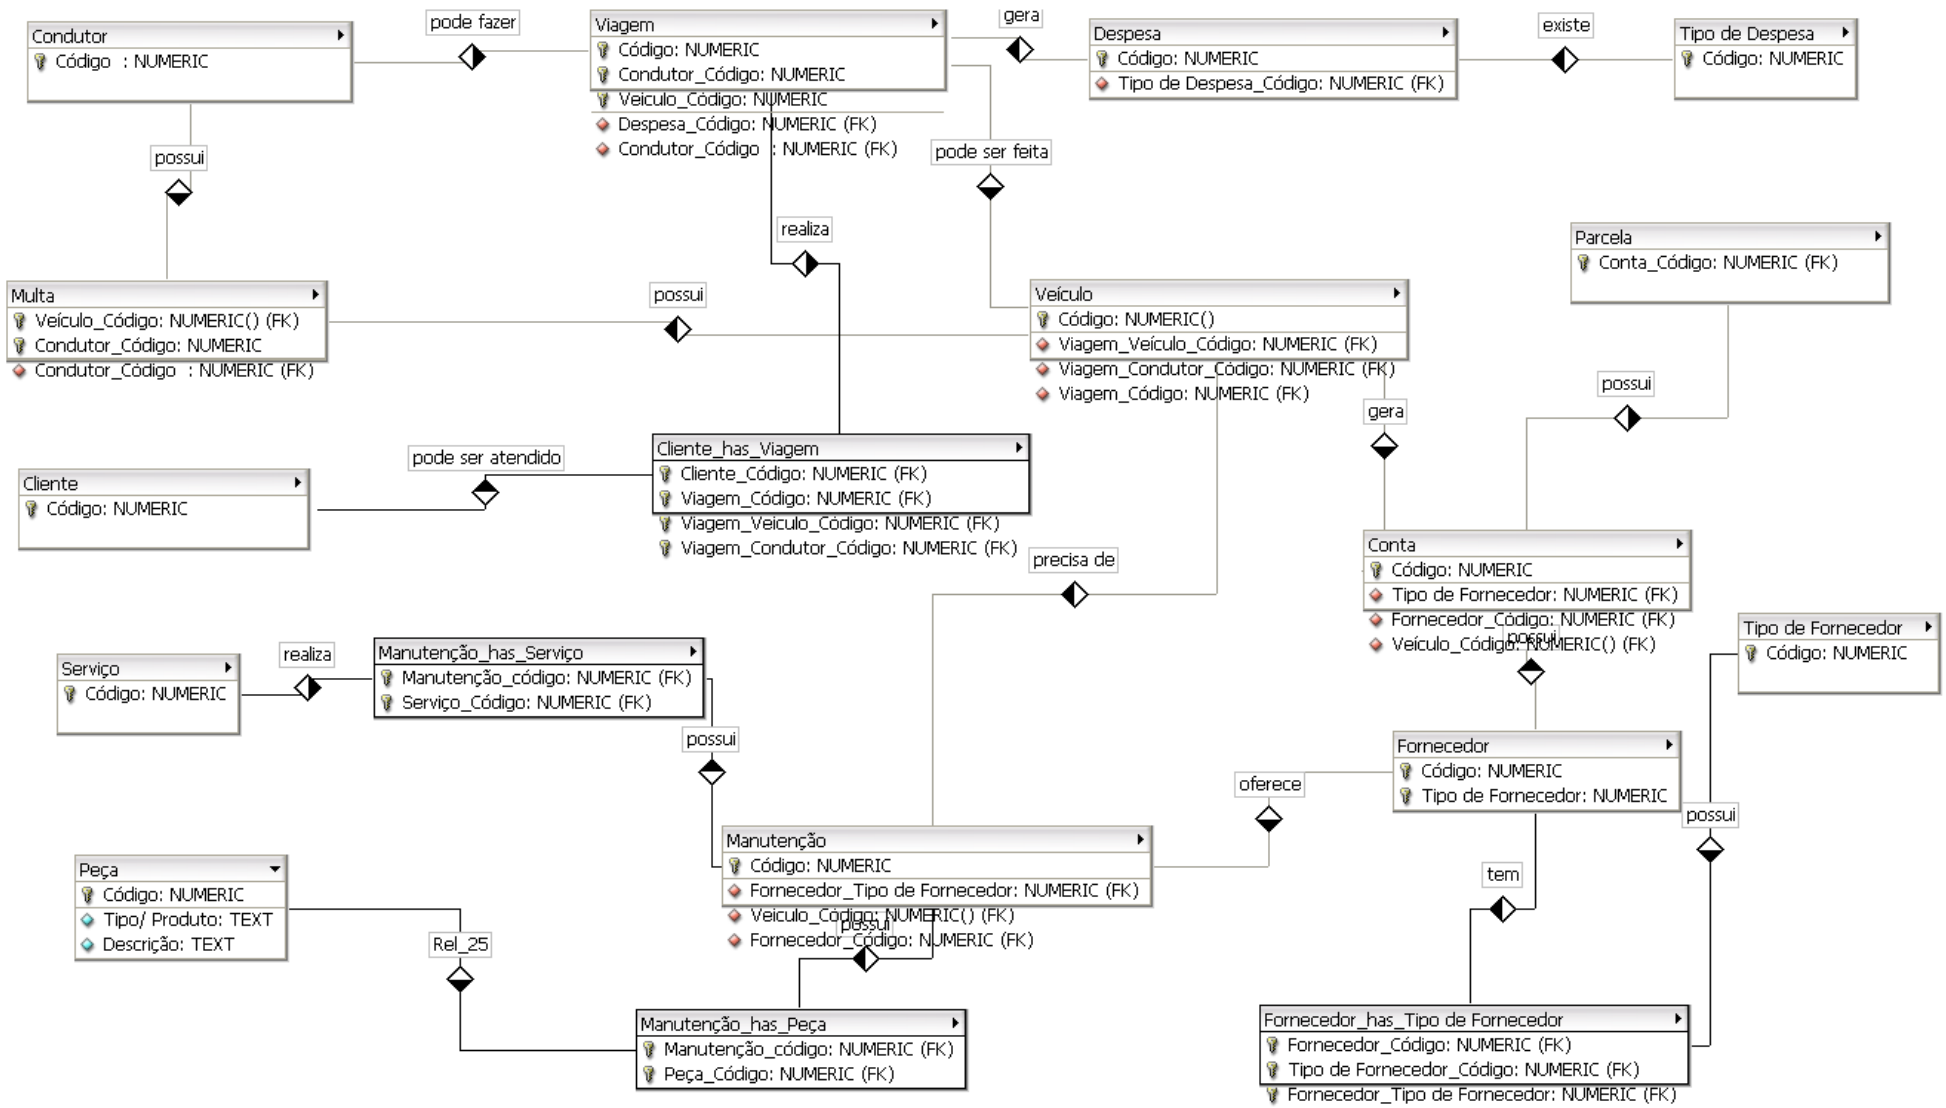 Condutor
Código : NUMERIC
pode fazer
Viagem
Código: NUMERIC
Condutor_Código: NUMERIC
Veiculo_Código: NUMERIC
Despesa_Código: NUMERIC (FK)
Condutor_Código : NUMERIC (FK)
gera
Despesa
Código: NUMERIC
Tipo de Despesa_Código: NUMERIC (FK)
existe
Tipo de Despesa
Código: NUMERIC
possui
pode ser feita
realiza
Parcela
Conta_Código: NUMERIC (FK)
Multa
Veículo_Código: NUMERIC() (FK)
Condutor_Código: NUMERIC
Condutor_Código : NUMERIC (FK)
possui
Veículo
Código: NUMERIC()
Viagem_Veículo_Código: NUMERIC (FK)
Viagem_Condutor_Código: NUMERIC (FK)
Viagem_Código: NUMERIC (FK)
possui
gera
Cliente
Código: NUMERIC
pode ser atendido
Cliente_has_Viagem
Cliente_Código: NUMERIC (FK)
Viagem_Código: NUMERIC (FK)
Viagem_Veiculo_Código: NUMERIC (FK)
Viagem_Condutor_Código: NUMERIC (FK)
precisa de
Conta
Código: NUMERIC
Tipo de Fornecedor: NUMERIC (FK)
Fornecedor_Código: NUMERIC (FK)
Veículo_Código: NUMERIC() (FK)
possui
Tipo de Fornecedor
Código: NUMERIC
Serviço
Código: NUMERIC
realiza
Manutenção_has_Serviço
Manutenção_código: NUMERIC (FK)
Serviço_Código: NUMERIC (FK)
possui
Fornecedor
Código: NUMERIC
Tipo de Fornecedor: NUMERIC
oferece
possui
Manutenção
Código: NUMERIC
Fornecedor_Tipo de Fornecedor: NUMERIC (FK)
Veiculo_Código: NUMERIC() (FK)
Fornecedor_Código: NUMERIC (FK)
possui
Peça
Código: NUMERIC
Tipo/ Produto: TEXT
Descrição: TEXT
Rel_25
tem
Manutenção_has_Peça
Manutenção_código: NUMERIC (FK)
Peça_Código: NUMERIC (FK)
Fornecedor_has_Tipo de Fornecedor
Fornecedor_Código: NUMERIC (FK)
Tipo de Fornecedor_Código: NUMERIC (FK)
Fornecedor_Tipo de Fornecedor: NUMERIC (FK)